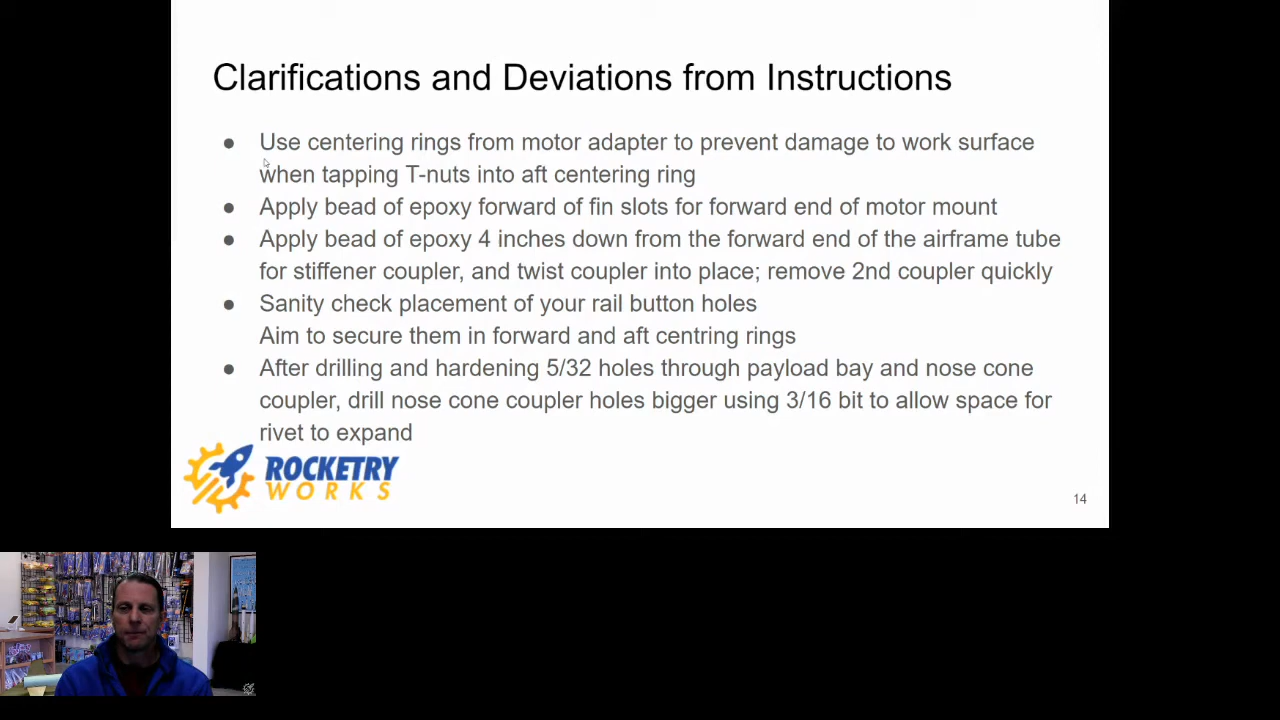 Clarifications and Deviations from Instructions
● Use centering rings from motor adapter to prevent damage to work surface
when tapping T-nuts into aft centering ring
● Apply bead of epoxy forward of fin slots for forward end of motor mount
● Apply bead of epoxy 4 inches down from the forward end of the airframe tube
for stiffener coupler, and twist coupler into place; remove 2nd coupler quickly
● Sanity check placement of your rail button holes
Aim to secure them in forward and aft centring rings
● After drilling and hardening 5/32 holes through payload bay and nose cone
coupler, drill nose cone coupler holes bigger using 3/16 bit to allow space for
rivet to expand
ROCKETRY
WORKS
14